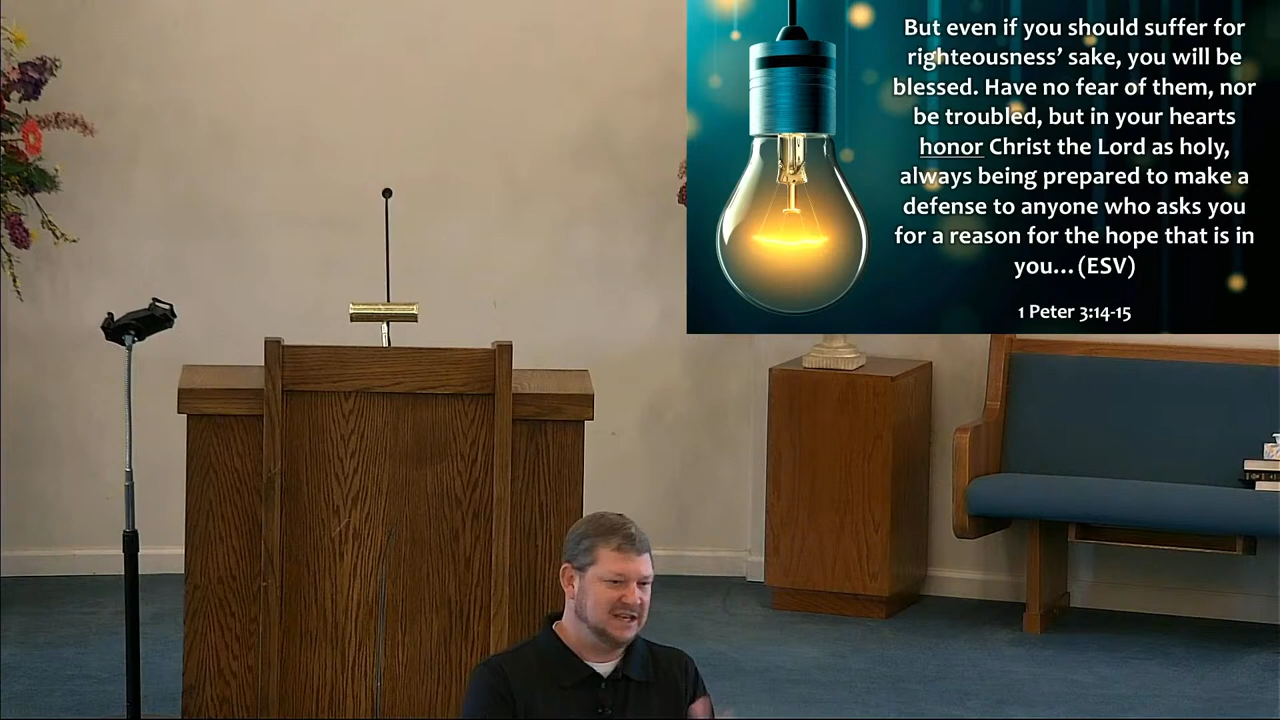 But even if you should suffer for
righteousness’ sake, you will be
blessed. Have no fear of them, nor
be troubled, but in your hearts
honor Christ the Lord as holy,
always being prepared to make a
defense to anyone who asks you
for a reason for the hope that is in
you... (ESV)
1 Peter 3:14-15